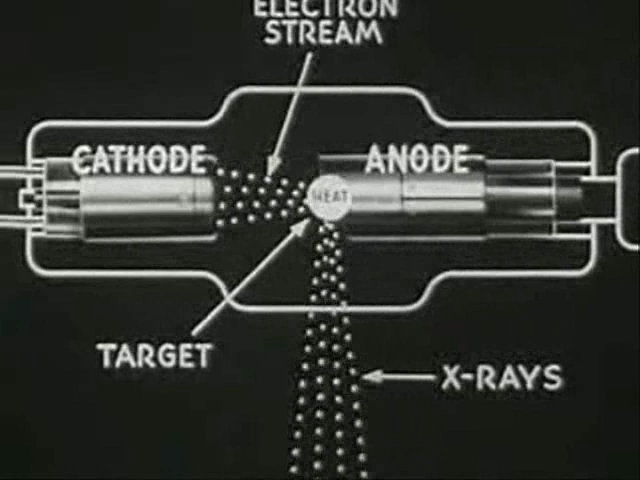 ELECTRON
STREAM
CATHODE
ANODE
HEAT
TARGET
X-RAYS